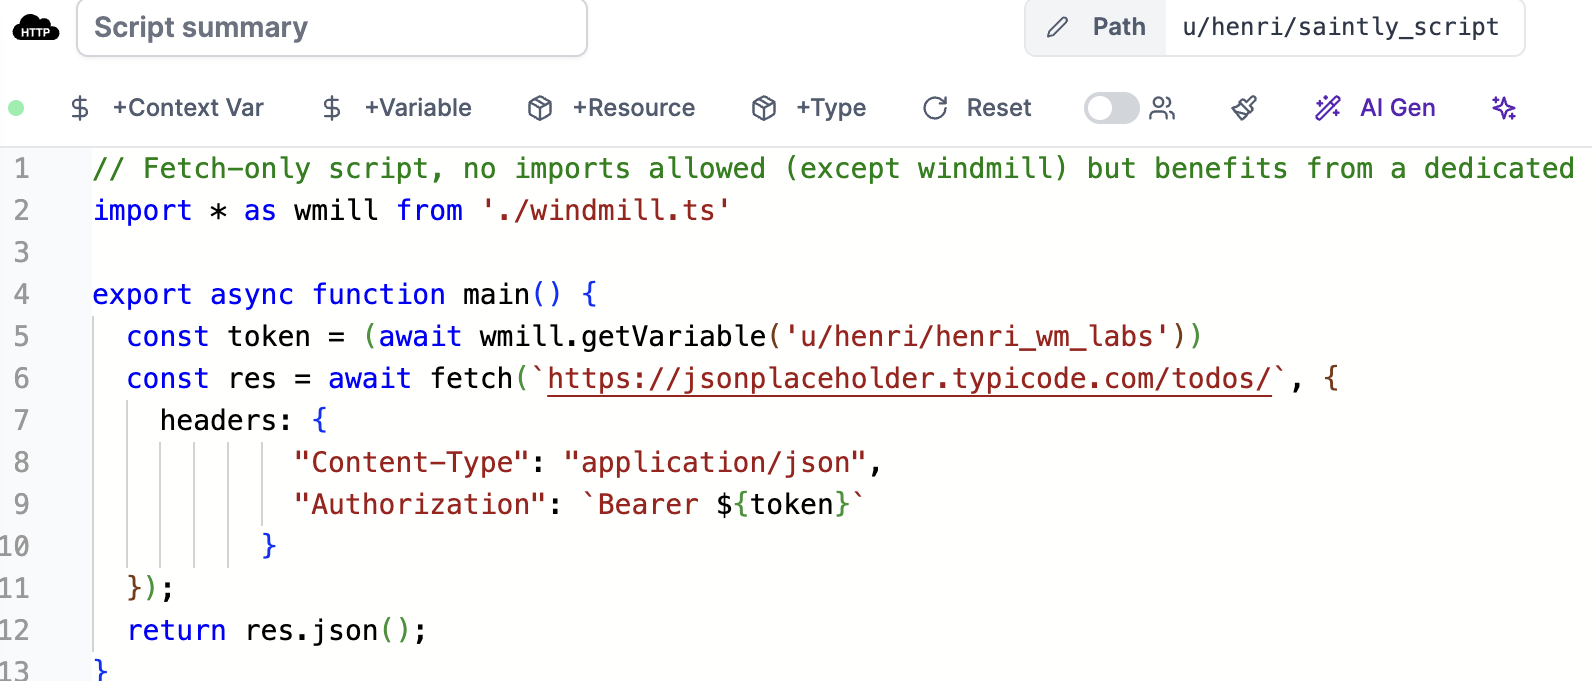 HTTP Script summary Path u/henri/saintly_script
+Context Var +Variable +Resource +Type Reset AI Gen
1 // Fetch-only script, no imports allowed (except windmill) but benefits from a dedicated
2 import * as wmill from './windmill.ts'
3
4 export async function main() {
5   const token = (await wmill.getVariable('u/henri/henri_wm_labs'))
6   const res = await fetch(`https://jsonplaceholder.typicode.com/todos/`, {
7     headers: {
8             "Content-Type": "application/json",
9             "Authorization": `Bearer ${token}`
10           }
11   });
12   return res.json();
13 }